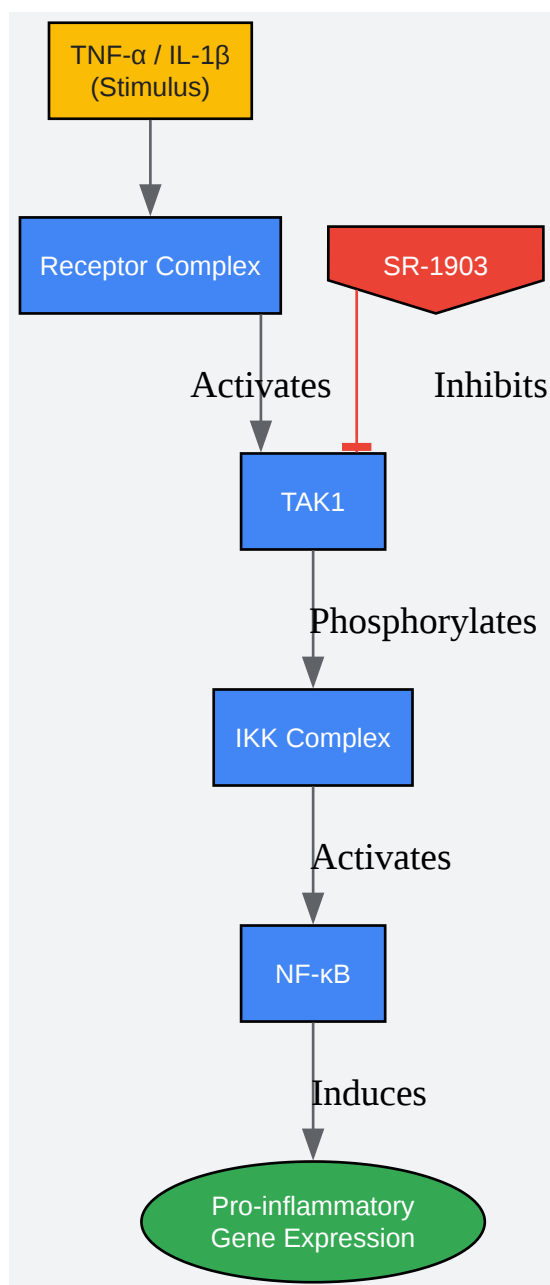 TNF-α / IL-1β
(Stimulus)
Receptor Complex
SR-1903
Activates
Inhibits
TAK1
Phosphorylates
IKK Complex
Activates
NF-κB
Induces
Pro-inflammatory
Gene Expression